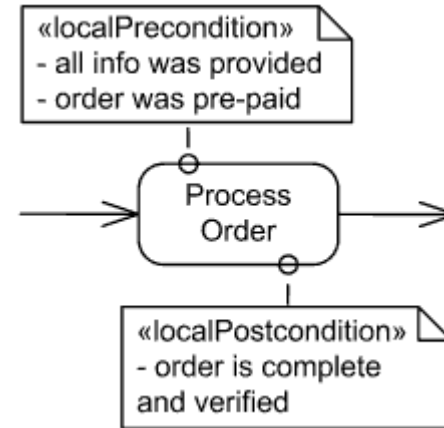 «localPrecondition»
- all info was provided
- order was pre-paid
Process
Order
«localPostcondition»
- order is complete
and verified